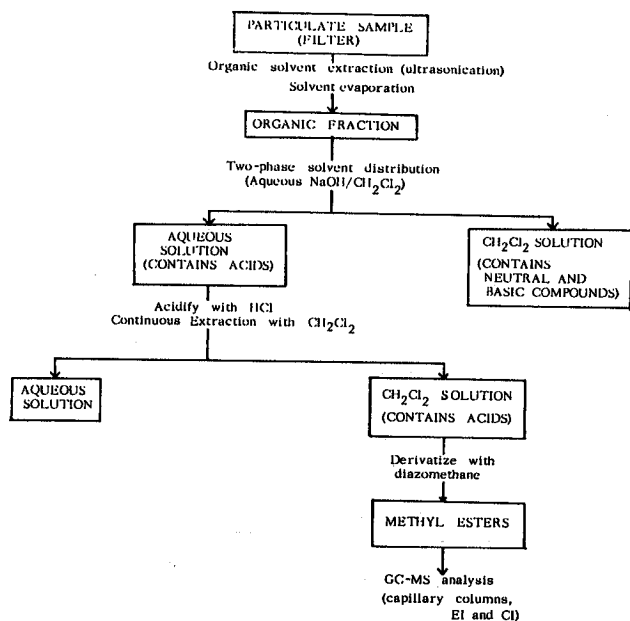 PARTICULATE SAMPLE
(FILTER)
Organic solvent extraction (ultrasonication)
Solvent evaporation
ORGANIC FRACTION
Two-phase solvent distribution
(Aqueous NaOH/CH₂Cl₂)
AQUEOUS
SOLUTION
(CONTAINS ACIDS)
CH₂Cl₂ SOLUTION
(CONTAINS
NEUTRAL AND
BASIC COMPOUNDS)
Acidify with HCl
Continuous Extraction with CH₂Cl₂
AQUEOUS
SOLUTION
CH₂Cl₂ SOLUTION
(CONTAINS ACIDS)
Derivatize with
diazomethane
METHYL ESTERS
GC-MS analysis
(capillary columns,
EI and CI)